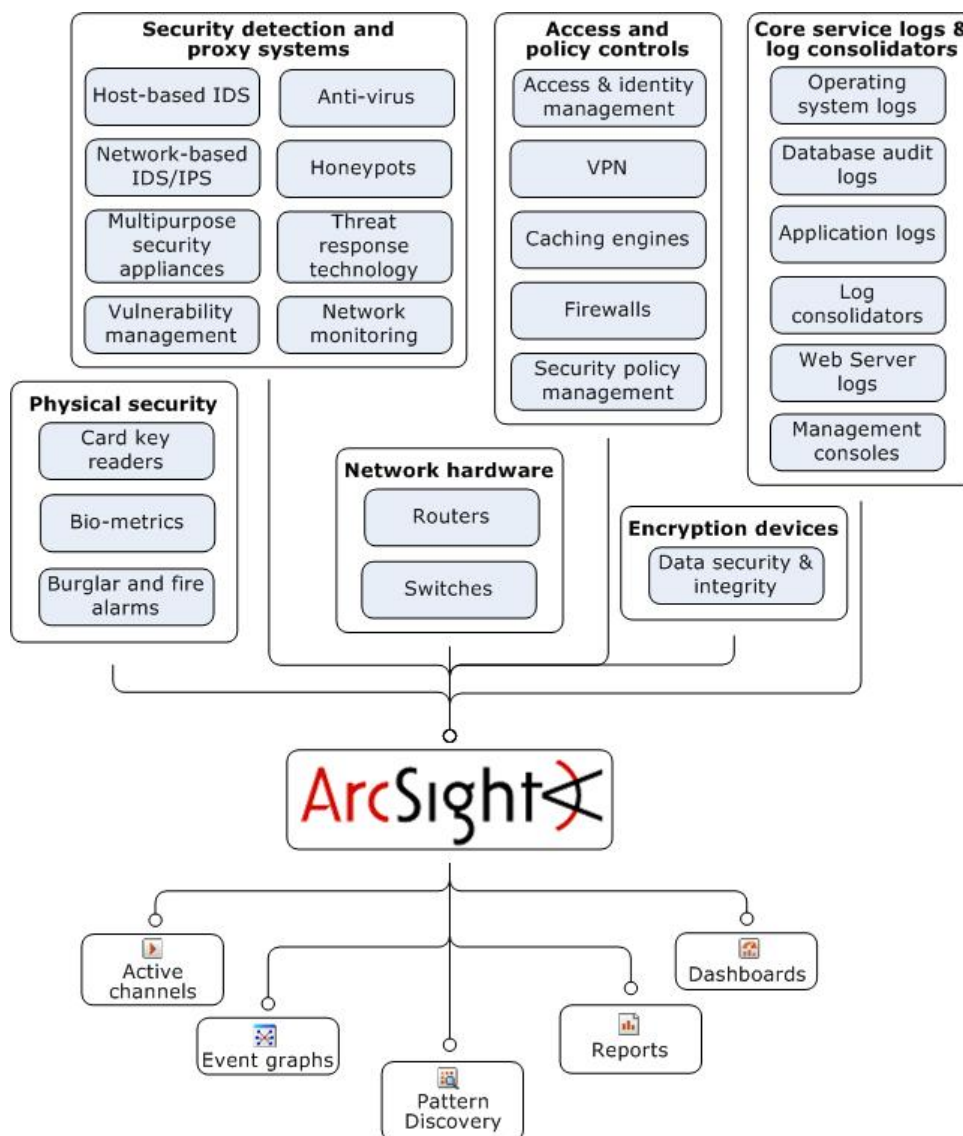 Security detection and
proxy systems
Host-based IDS
Anti-virus
Network-based
IDS/IPS
Honeypots
Multipurpose
security
appliances
Threat
response
technology
Vulnerability
management
Network
monitoring
Access and
policy controls
Access & identity
management
VPN
Caching engines
Firewalls
Security policy
management
Core service logs &
log consolidators
Operating
system logs
Database audit
logs
Application logs
Log
consolidators
Web Server
logs
Management
consoles
Physical security
Card key
readers
Bio-metrics
Burglar and fire
alarms
Network hardware
Routers
Switches
Encryption devices
Data security &
integrity
ArcSight
Active
channels
Event graphs
Pattern
Discovery
Reports
Dashboards